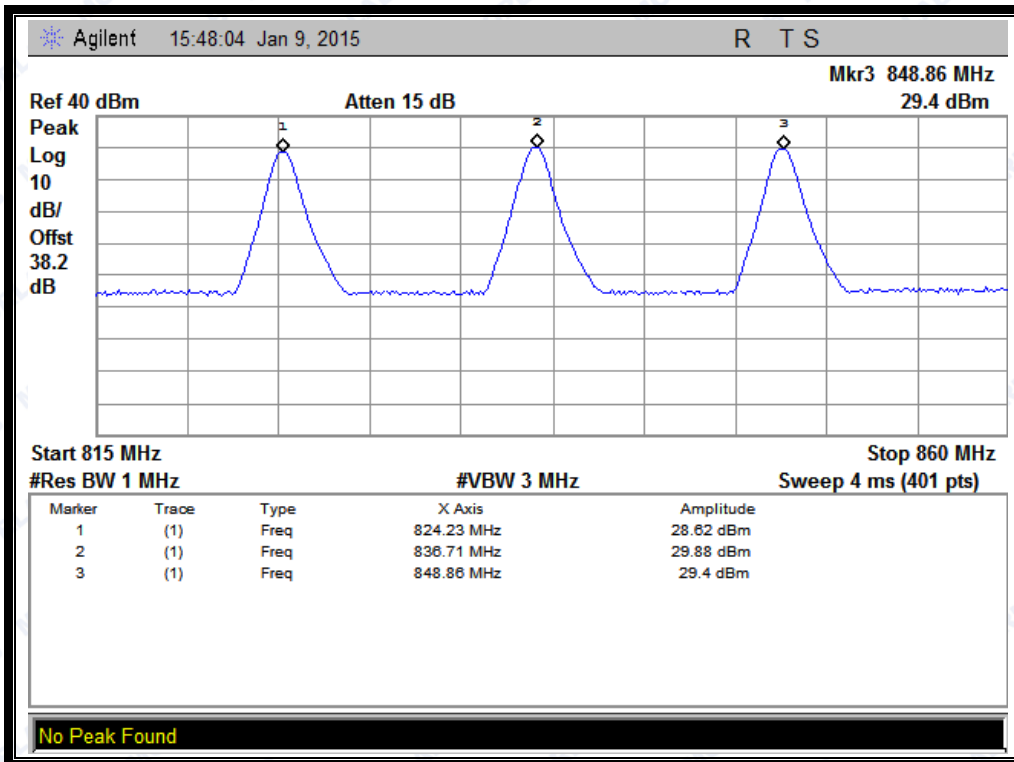 Agilent 15:48:04 Jan 9, 2015 R T S
Mkr3 848.86 MHz
Ref 40 dBm Atten 15 dB 29.4 dBm
Peak
Log
10
dB/
Offst
38.2
dB
1 2 3
Start 815 MHz Stop 860 MHz
#Res BW 1 MHz #VBW 3 MHz Sweep 4 ms (401 pts)
Marker Trace Type X Axis Amplitude
1 (1) Freq 824.23 MHz 28.62 dBm
2 (1) Freq 836.71 MHz 29.88 dBm
3 (1) Freq 848.86 MHz 29.4 dBm
No Peak Found